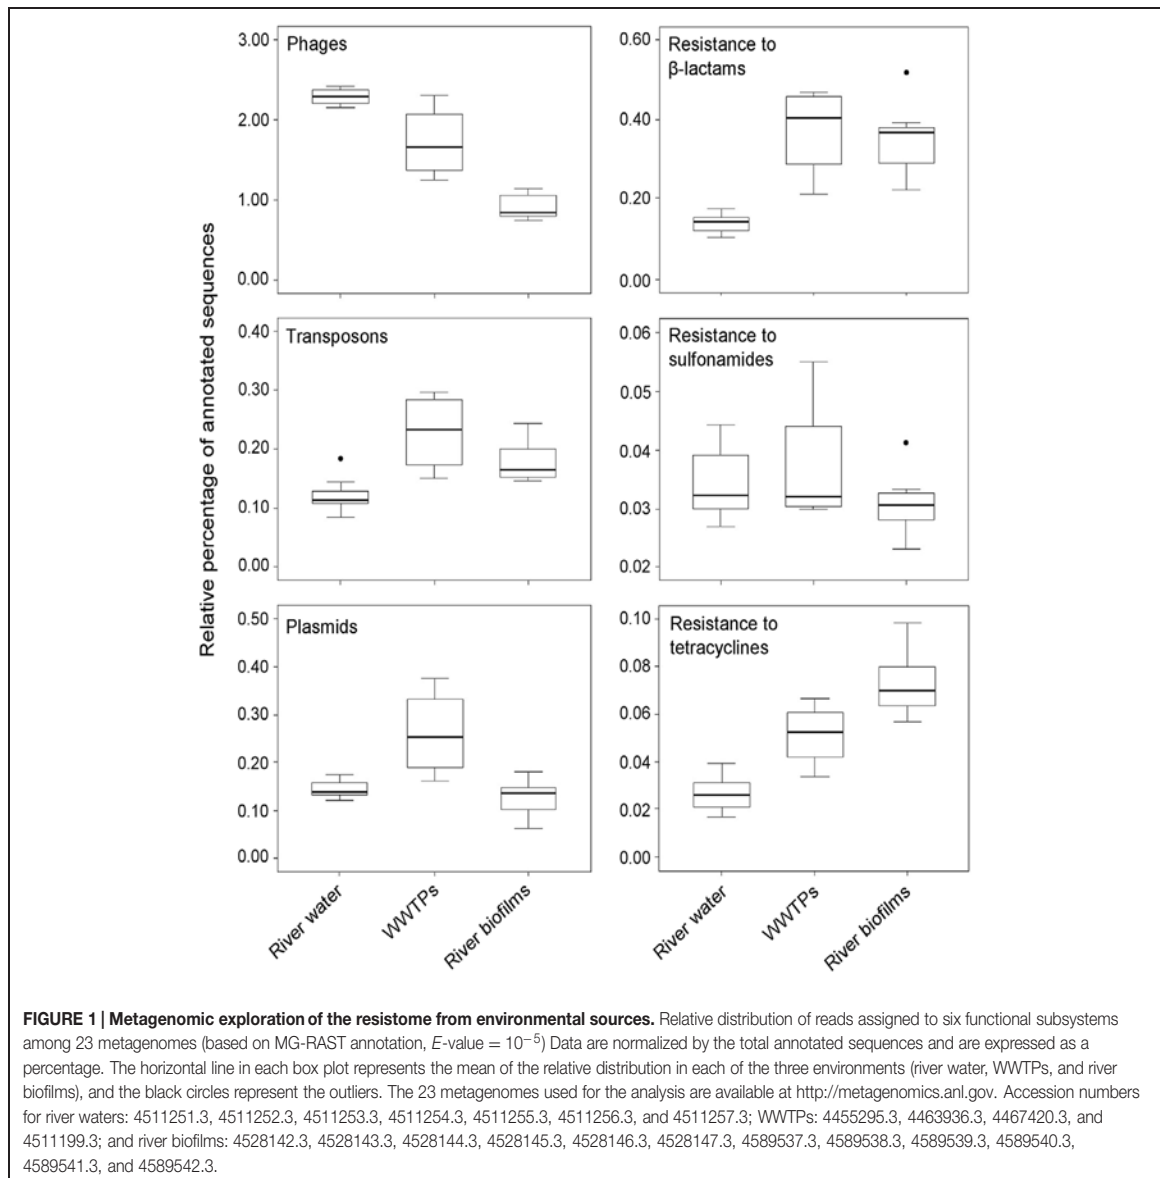 Relative percentage of annotated sequences
Phages
3.00
2.00
1.00
0.00
Resistance to
β-lactams
0.60
0.40
0.20
0.00
Transposons
0.40
0.30
0.20
0.10
0.00
Resistance to
sulfonamides
0.06
0.05
0.04
0.03
0.02
Plasmids
0.50
0.40
0.30
0.20
0.10
0.00
Resistance to
tetracyclines
0.10
0.08
0.06
0.04
0.02
0.00
River water
WWTPs
River biofilms
River water
WWTPs
River biofilms
FIGURE 1 | Metagenomic exploration of the resistome from environmental sources. Relative distribution of reads assigned to six functional subsystems
among 23 metagenomes (based on MG-RAST annotation, E-value = 10⁻⁵) Data are normalized by the total annotated sequences and are expressed as a
percentage. The horizontal line in each box plot represents the mean of the relative distribution in each of the three environments (river water, WWTPs, and river
biofilms), and the black circles represent the outliers. The 23 metagenomes used for the analysis are available at http://metagenomics.anl.gov. Accession numbers
for river waters: 4511251.3, 4511252.3, 4511253.3, 4511254.3, 4511255.3, 4511256.3, and 4511257.3; WWTPs: 4455295.3, 4463936.3, 4467420.3, and
4511199.3; and river biofilms: 4528142.3, 4528143.3, 4528144.3, 4528145.3, 4528146.3, 4528147.3, 4589537.3, 4589538.3, 4589539.3, 4589540.3,
4589541.3, and 4589542.3.